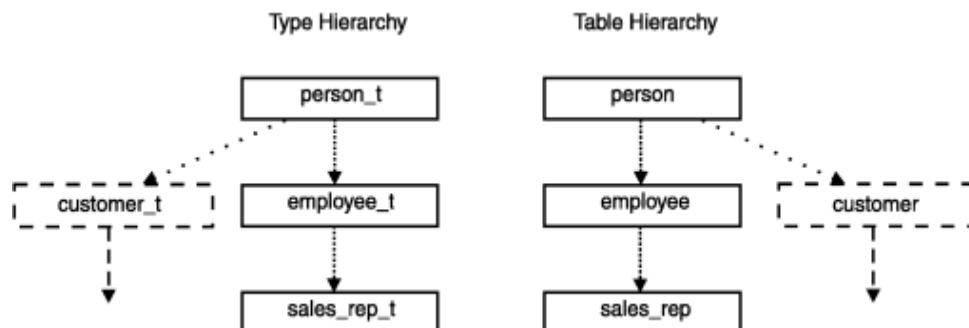 Type Hierarchy
Table Hierarchy
person_t
person
customer_t
employee_t
employee
customer
sales_rep_t
sales_rep